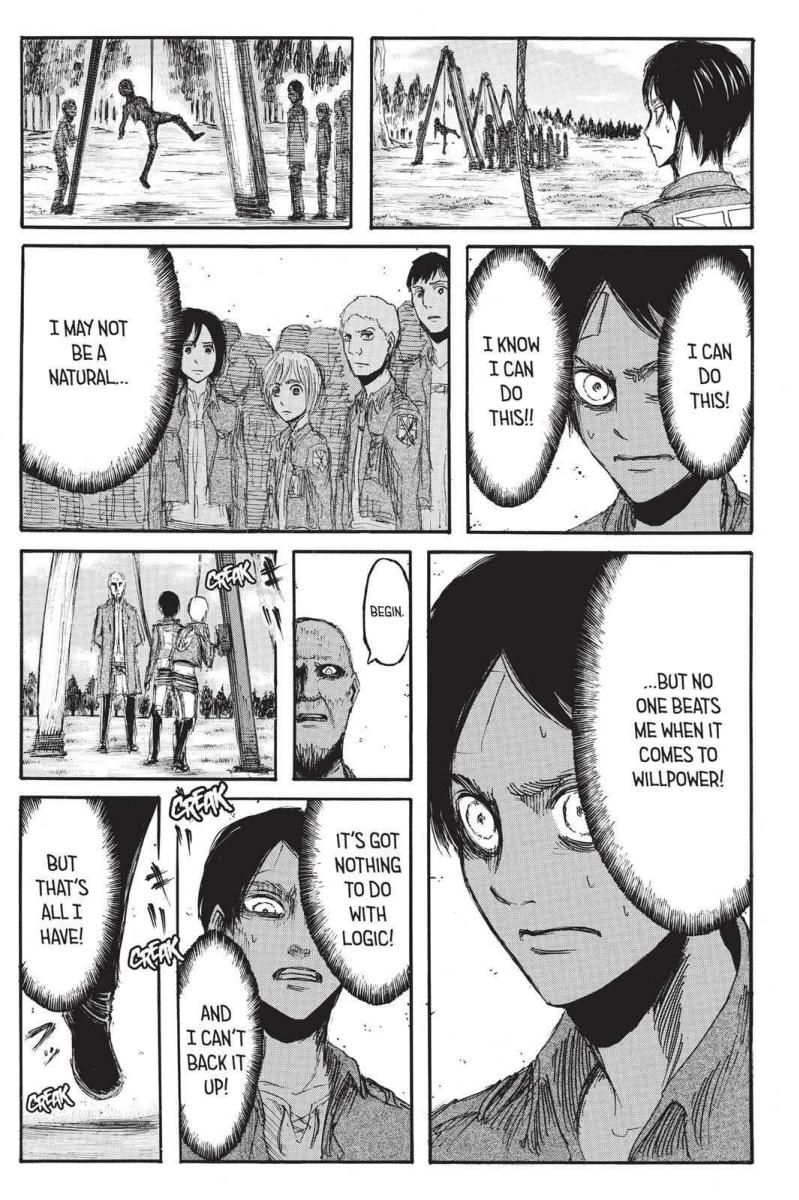 I CAN
DO
THIS!
I KNOW
I CAN
DO
THIS!!
I MAY NOT
BE A
NATURAL...
...BUT NO
ONE BEATS
ME WHEN IT
COMES TO
WILLPOWER!
BEGIN.
CREAK
CREAK
IT'S GOT
NOTHING
TO DO
WITH
LOGIC!
AND
I CAN'T
BACK IT
UP!
BUT
THAT'S
ALL I
HAVE!
CREAK
CREAK